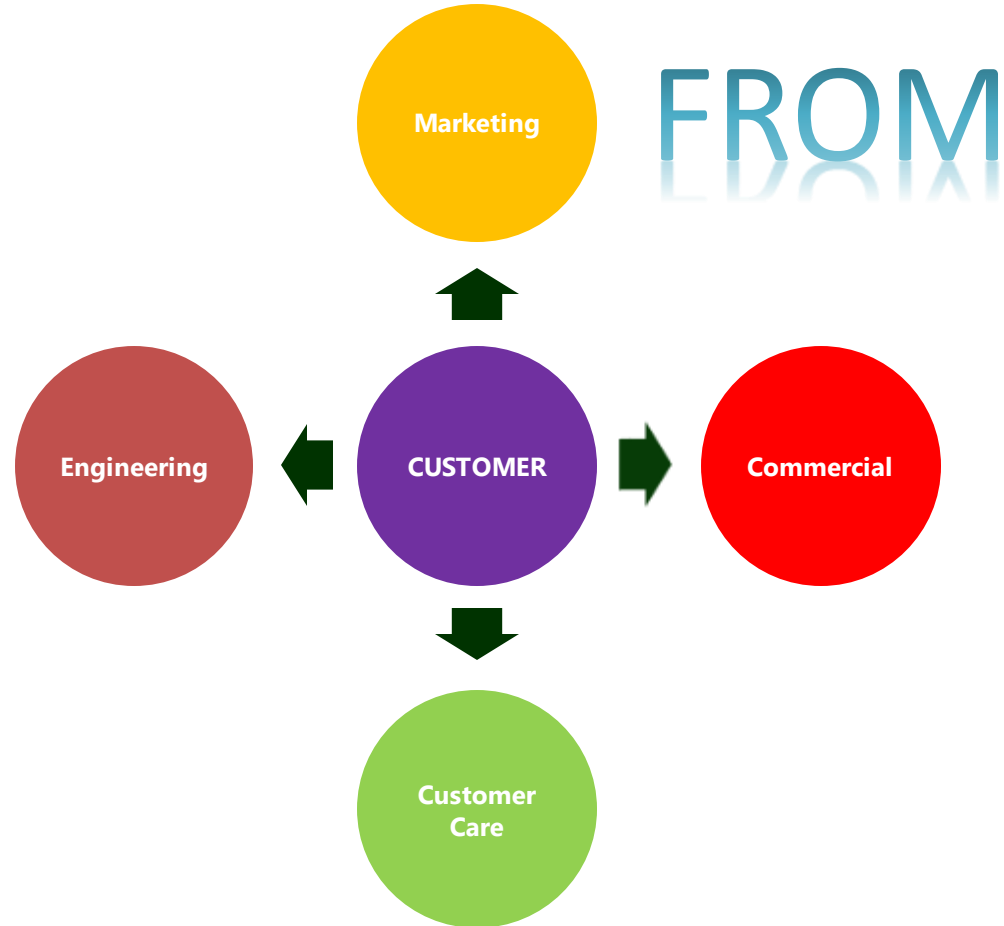 FROM
Marketing
Engineering
CUSTOMER
Commercial
Customer
Care